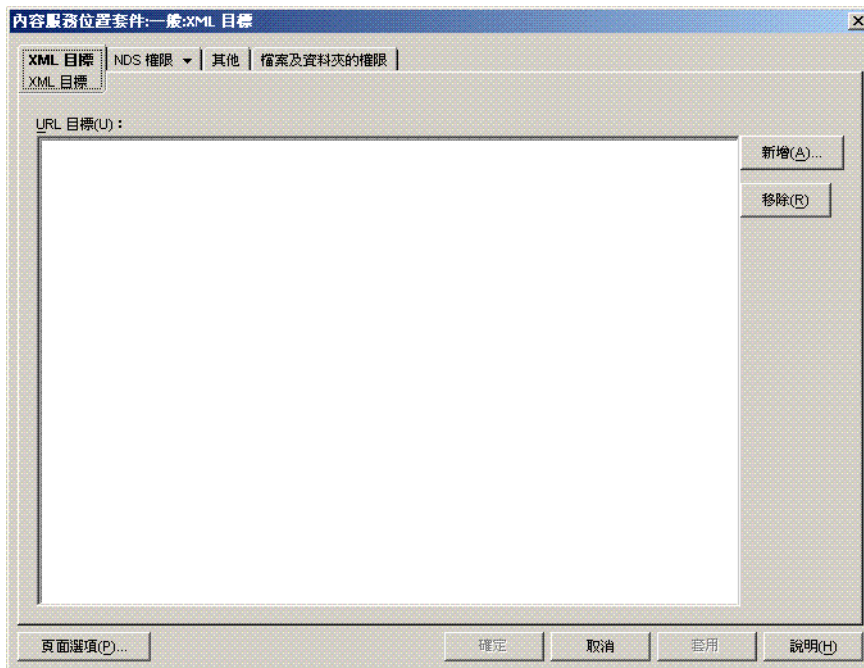 內容服務位置套件:一般:XML 目標
XML 目標 NDS 權限 其他 檔案及資料夾的權限
XML 目標
URL 目標(U)：
新增(A)...
移除(R)
頁面選項(P)... 確定 取消 套用 說明(H)